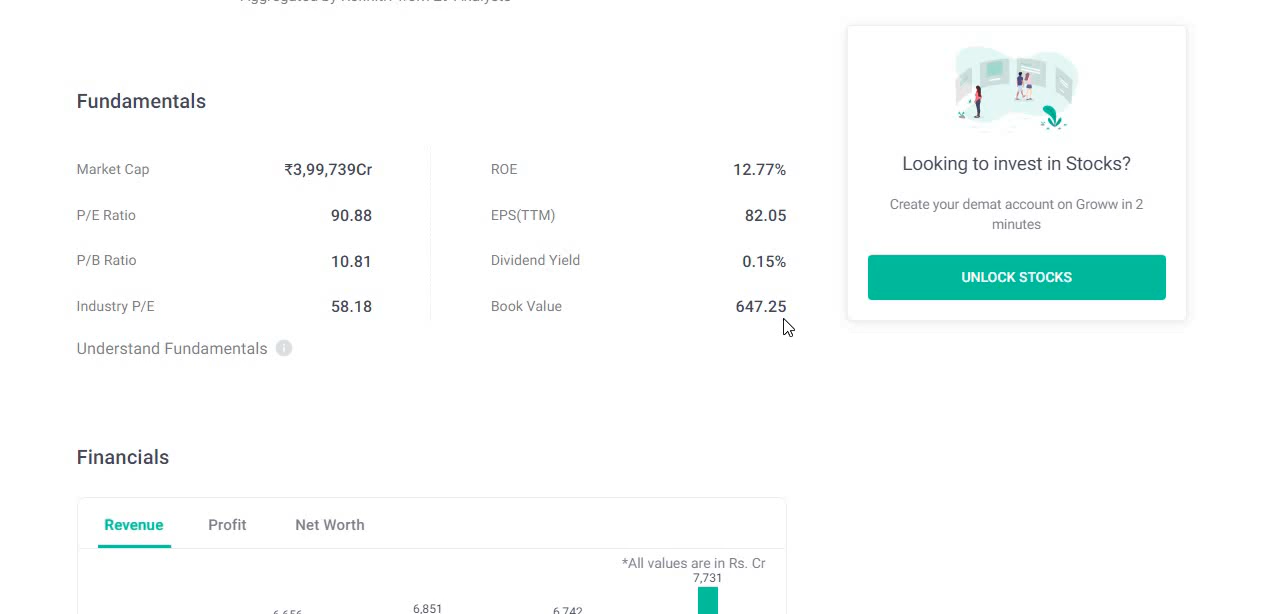 Fundamentals
Market Cap ₹3,99,739Cr
P/E Ratio 90.88
P/B Ratio 10.81
Industry P/E 58.18
ROE 12.77%
EPS(TTM) 82.05
Dividend Yield 0.15%
Book Value 647.25
Understand Fundamentals
Looking to invest in Stocks?
Create your demat account on Groww in 2
minutes
UNLOCK STOCKS
Financials
Revenue Profit Net Worth
*All values are in Rs. Cr
7,731
6,851
6,742